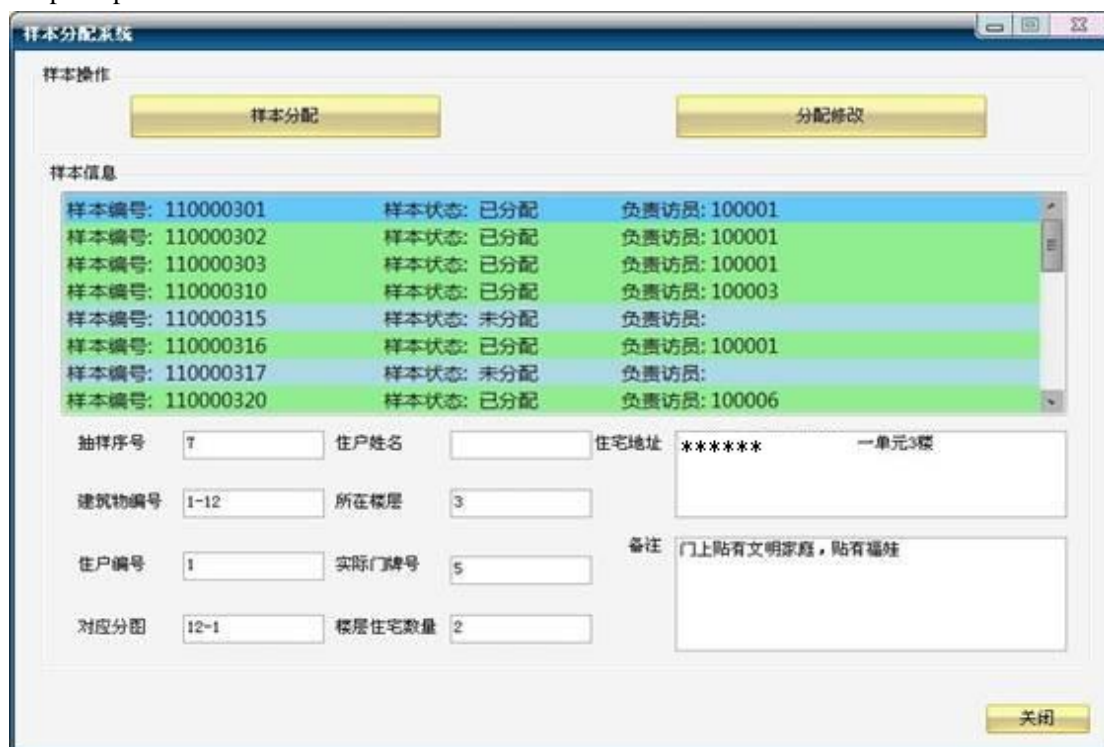 样本分配系统
样本操作
样本分配 分配修改
样本信息
样本编号: 110000301 样本状态: 已分配 负责访员: 100001
样本编号: 110000302 样本状态: 已分配 负责访员: 100001
样本编号: 110000303 样本状态: 已分配 负责访员: 100001
样本编号: 110000310 样本状态: 已分配 负责访员: 100003
样本编号: 110000315 样本状态: 未分配 负责访员:
样本编号: 110000316 样本状态: 已分配 负责访员: 100001
样本编号: 110000317 样本状态: 未分配 负责访员:
样本编号: 110000320 样本状态: 已分配 负责访员: 100006
抽样序号 7 住户姓名 住宅地址 ****** 一单元3楼
建筑物编号 1-12 所在楼层 3
备注 门上贴有文明家庭，贴有福娃
住户编号 1 实际门牌号 5
对应分图 12-1 楼层住宅数量 2
关闭